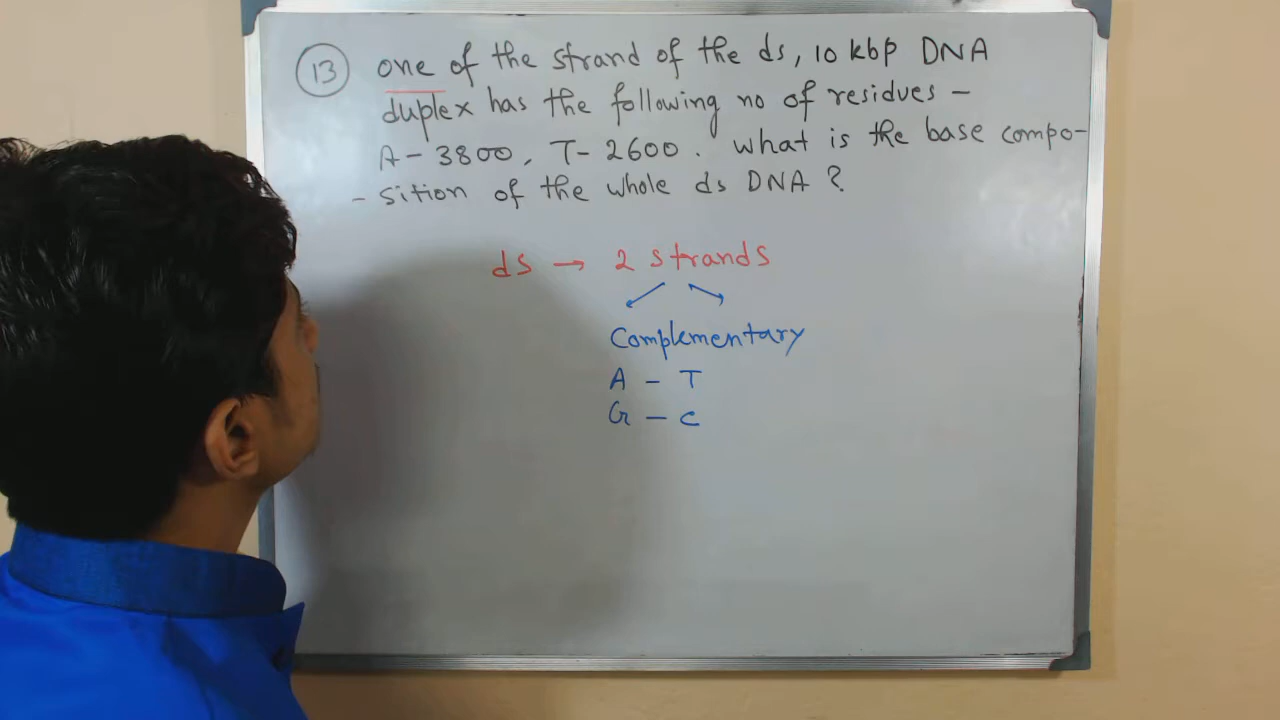 13 one of the strand of the ds, 10 kbp DNA
duplex has the following no of residues -
A - 3800, T - 2600. What is the base compo-
- sition of the whole ds DNA?
ds → 2 strands
Complementary
A - T
G - C